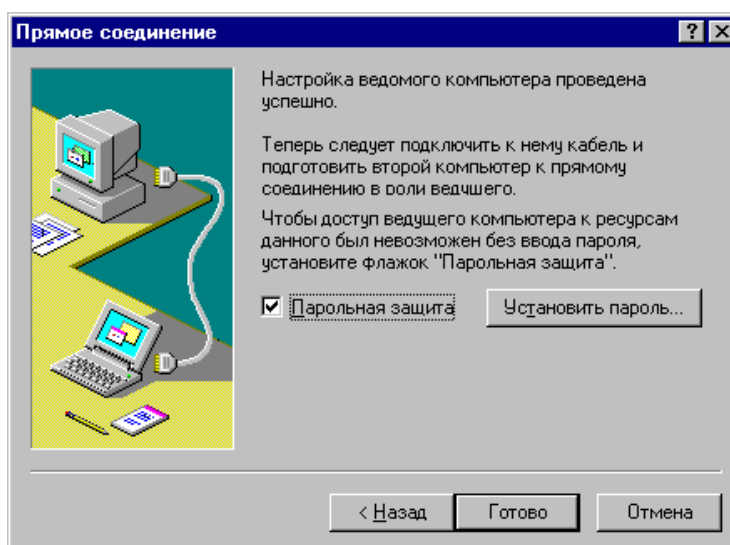 Прямое соединение
Настройка ведомого компьютера проведена
успешно.
Теперь следует подключить к нему кабель и
подготовить второй компьютер к прямому
соединению в роли ведущего.
Чтобы доступ ведущего компьютера к ресурсам
данного был невозможен без ввода пароля,
установите флажок "Парольная защита".
Парольная защита
Установить пароль...
< Назад
Готово
Отмена